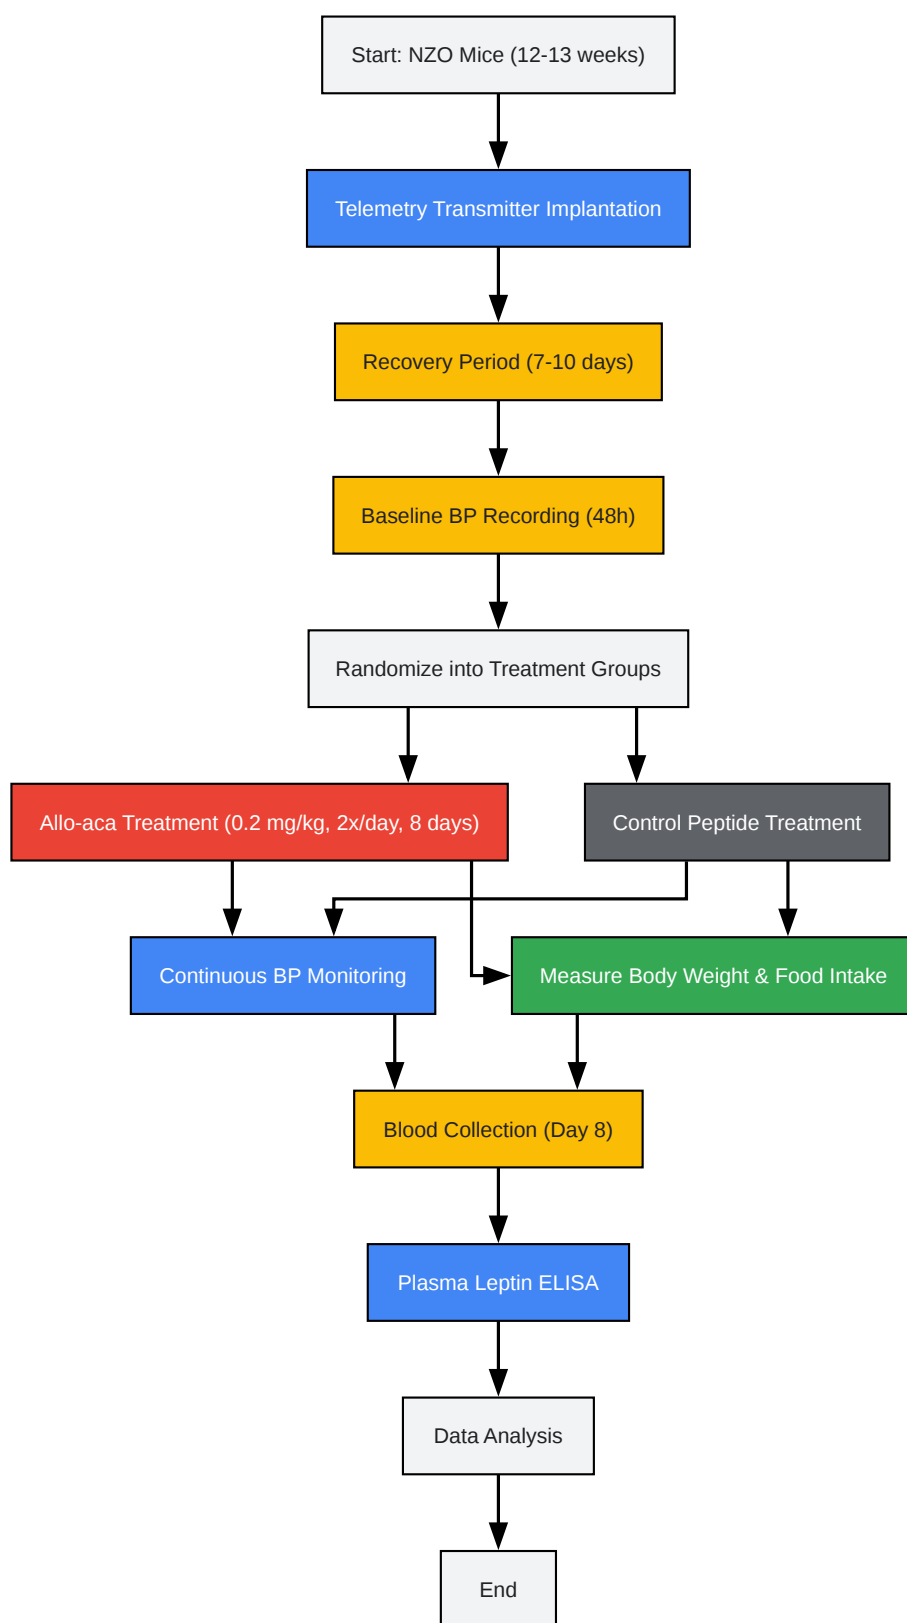 Start: NZO Mice (12-13 weeks)
Telemetry Transmitter Implantation
Recovery Period (7-10 days)
Baseline BP Recording (48h)
Randomize into Treatment Groups
Allo-aca Treatment (0.2 mg/kg, 2x/day, 8 days)
Control Peptide Treatment
Continuous BP Monitoring
Measure Body Weight & Food Intake
Blood Collection (Day 8)
Plasma Leptin ELISA
Data Analysis
End